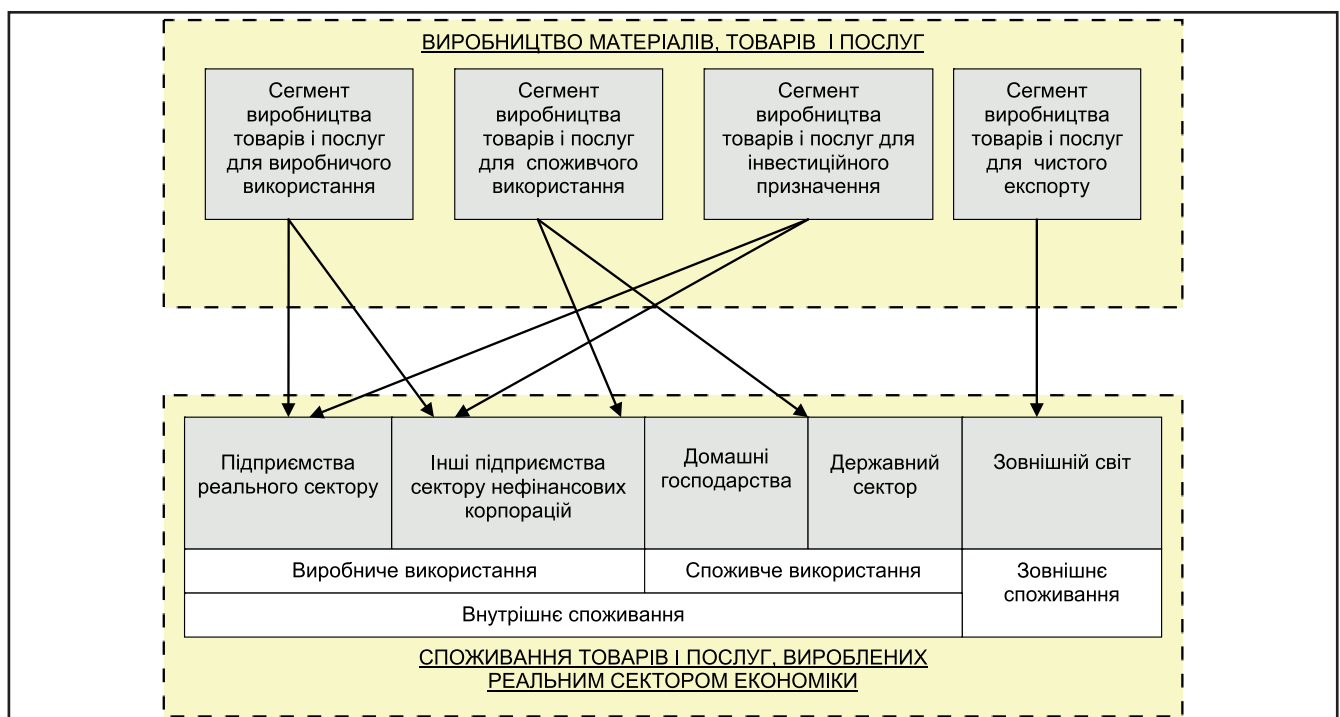 ВИРОБНИЦТВО МАТЕРІАЛІВ, ТОВАРІВ І ПОСЛУГ
Сегмент
виробництва
товарів і послуг
для виробничого
використання
Сегмент
виробництва
товарів і послуг
для споживчого
використання
Сегмент
виробництва
товарів і послуг для
інвестиційного
призначення
Сегмент
виробництва
товарів і послуг
для чистого
експорту
Підприємства
реального сектору
Інші підприємства
сектору нефінансових
корпорацій
Домашні
господарства
Державний
сектор
Зовнішній світ
Виробниче використання
Споживче використання
Зовнішнє
споживання
Внутрішнє споживання
СПОЖИВАННЯ ТОВАРІВ І ПОСЛУГ, ВИРОБЛЕНИХ
РЕАЛЬНИМ СЕКТОРОМ ЕКОНОМІКИ